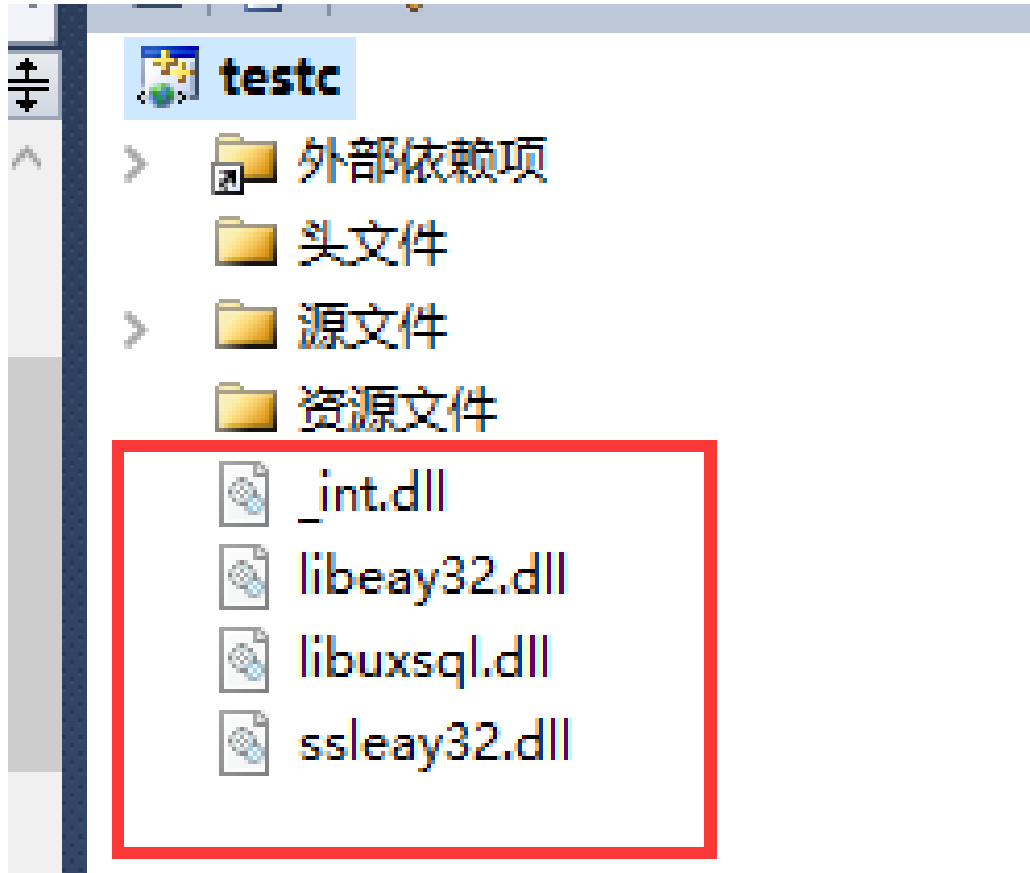 testc
外部依赖项
头文件
源文件
资源文件
_int.dll
libeay32.dll
libuxsql.dll
ssleay32.dll